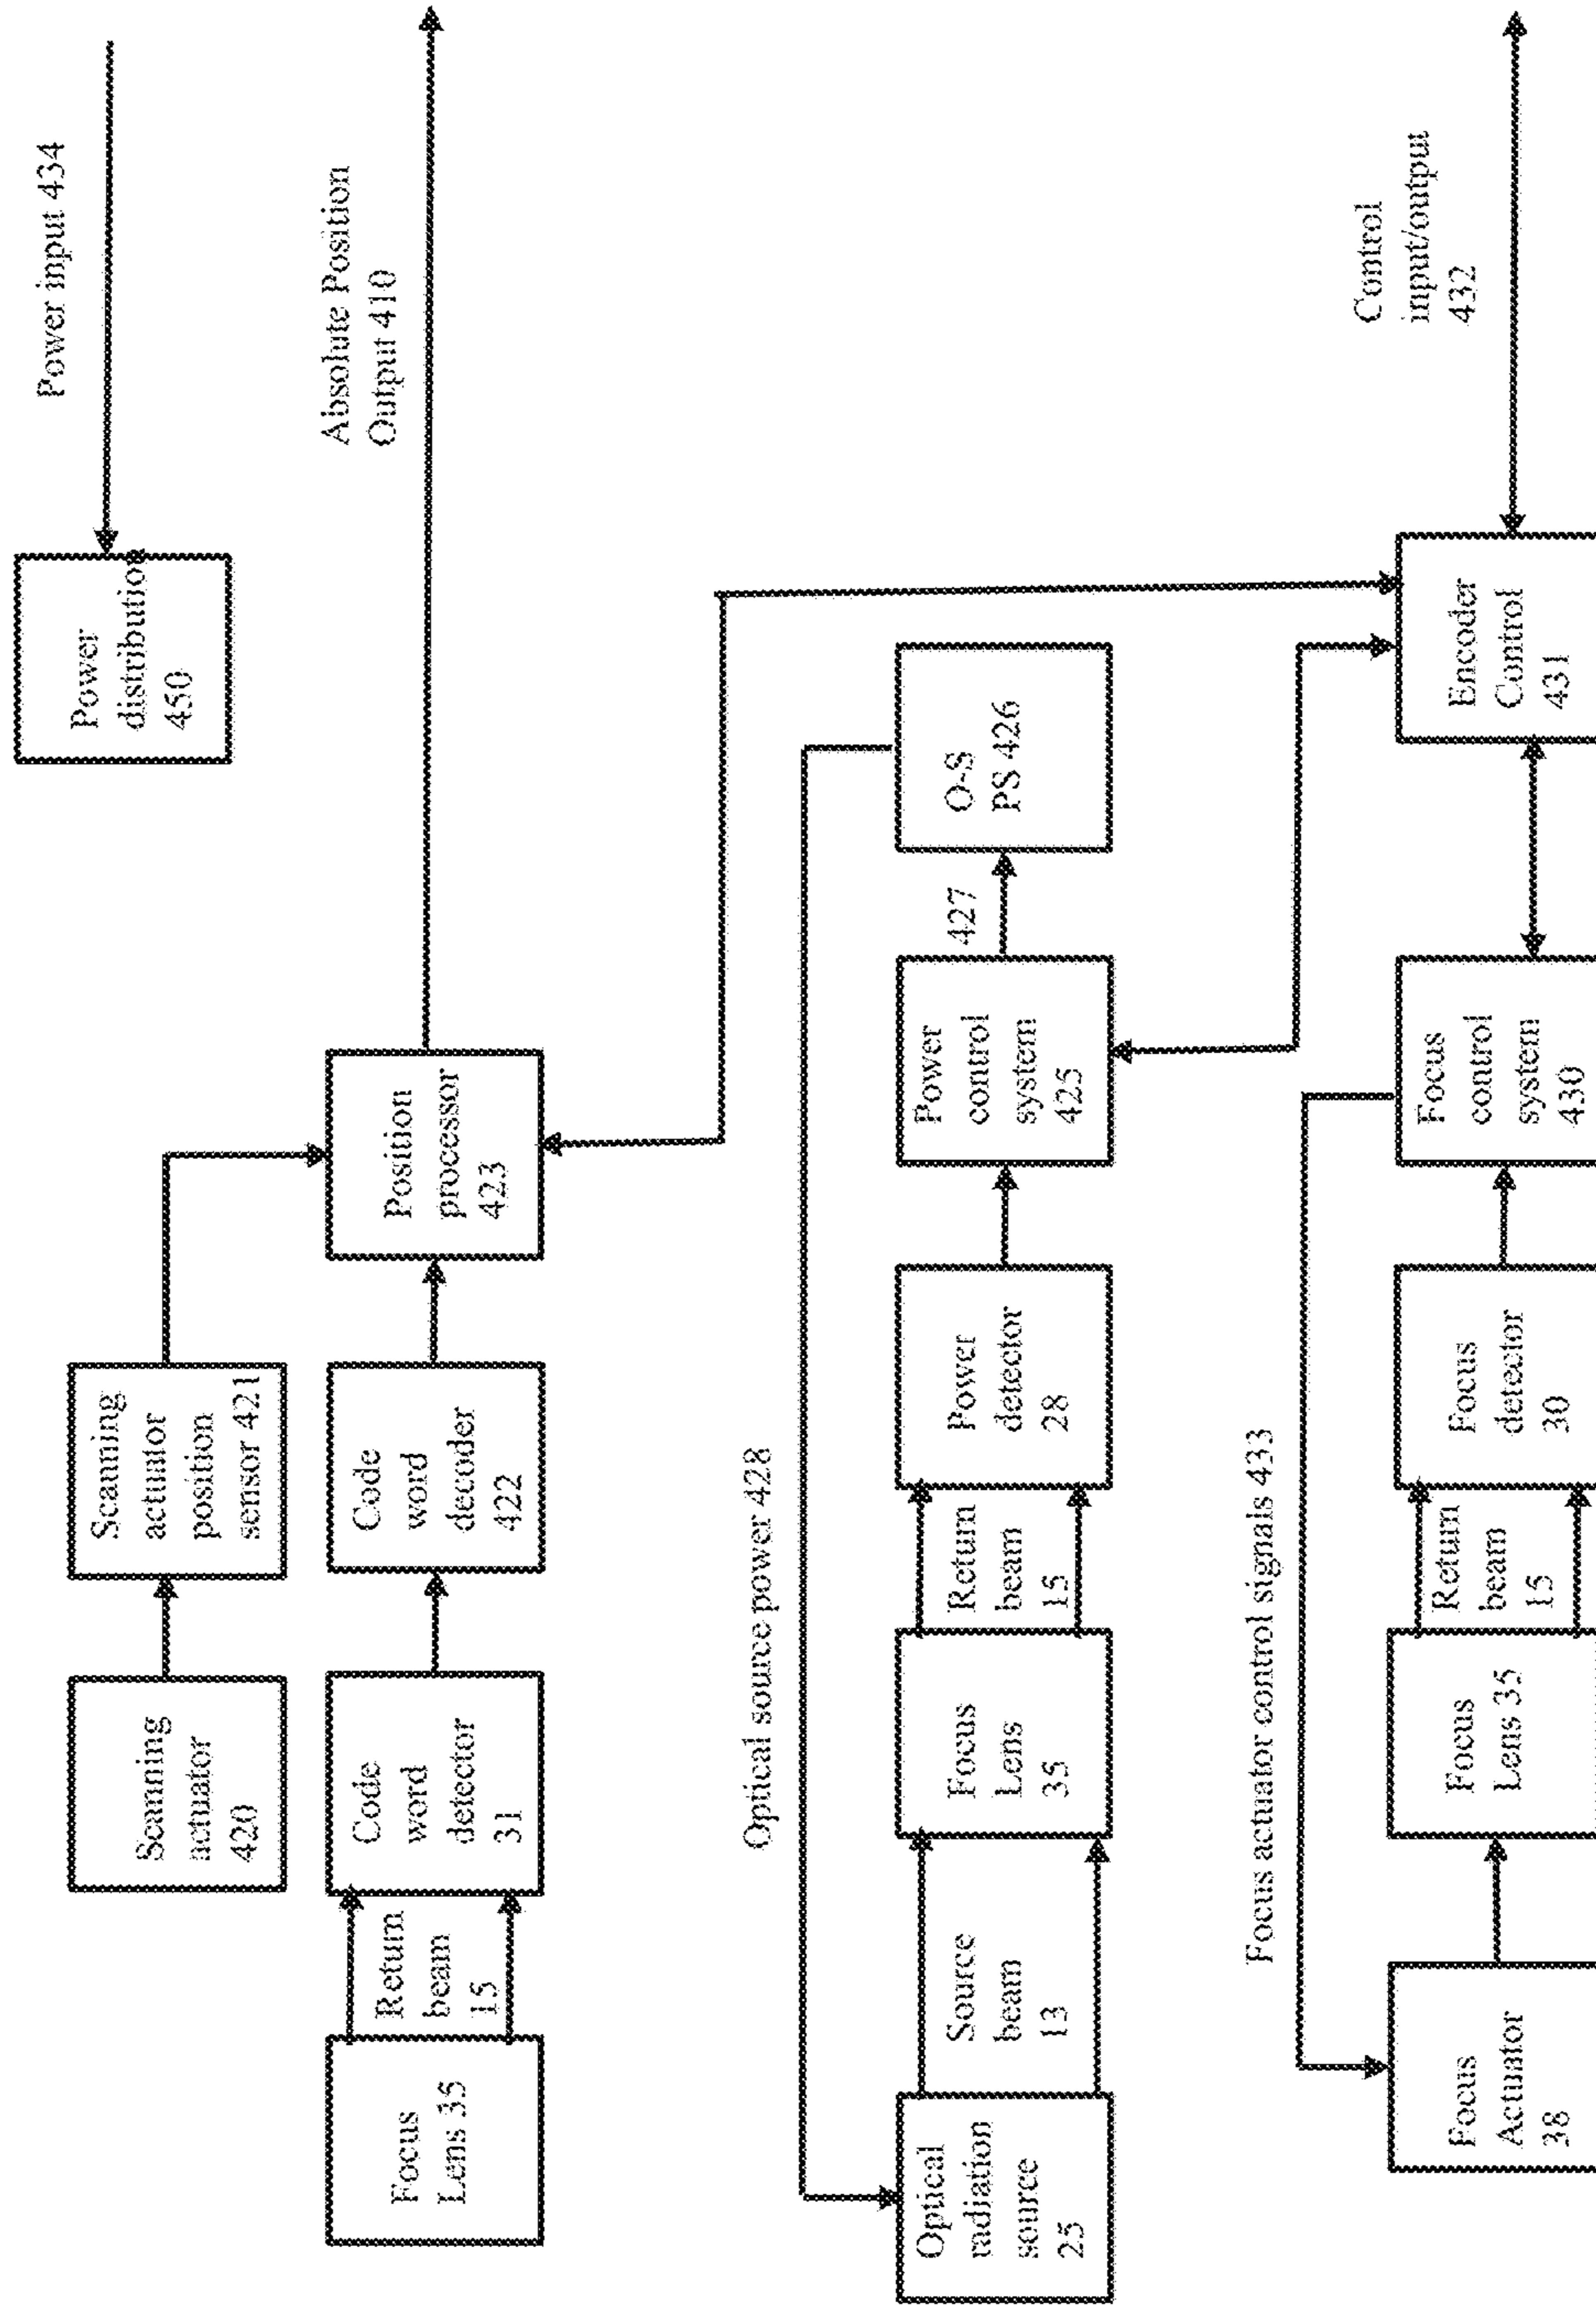 Power input 434
Power
distribution
450
Absolute Position
Output 410
Scanning
actuator
420
Scanning
actuator
position
sensor 421
Focus
Lens 35
Return
beam
15
Code
word
detector
31
Code
word
decoder
422
Position
processor
423
Optical source power 428
Optical
radiation
source
25
Source
beam
13
Focus
Lens
35
Return
beam
15
Power
detector
28
Power
control
system
425
427
O-S
PS 426
Focus actuator control signals 433
Focus
Actuator
38
Focus
Lens 35
Return
beam
15
Focus
detector
30
Focus
control
system
430
Encoder
Control
431
Control
input/output
432